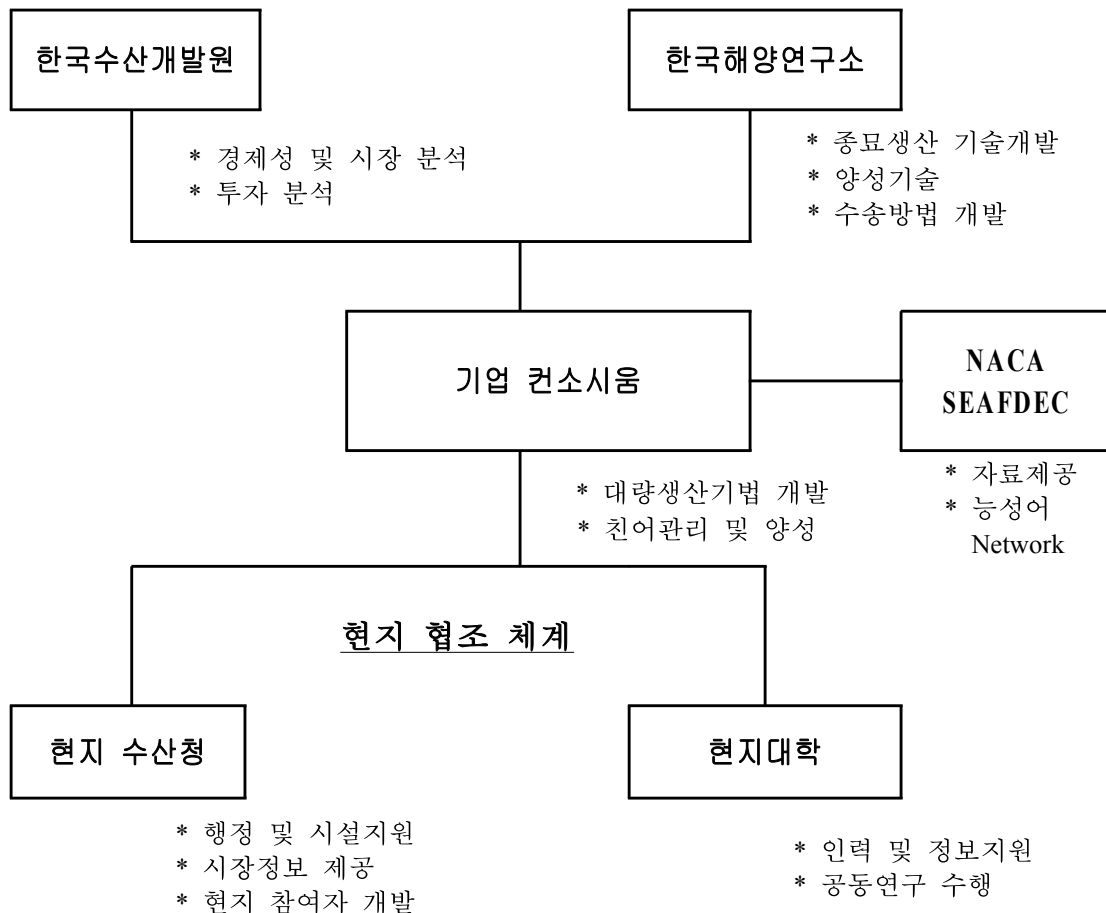 한국수산개발원
한국해양연구소
* 경제성 및 시장 분석
* 투자 분석
* 종묘생산 기술개발
* 양성기술
* 수송방법 개발
기업 컨소시움
NACA
SEAFDEC
* 대량생산기법 개발
* 친어관리 및 양성
* 자료제공
* 능성어
Network
현지 협조 체계
현지 수산청
현지대학
* 행정 및 시설지원
* 시장정보 제공
* 현지 참여자 개발
* 인력 및 정보지원
* 공동연구 수행